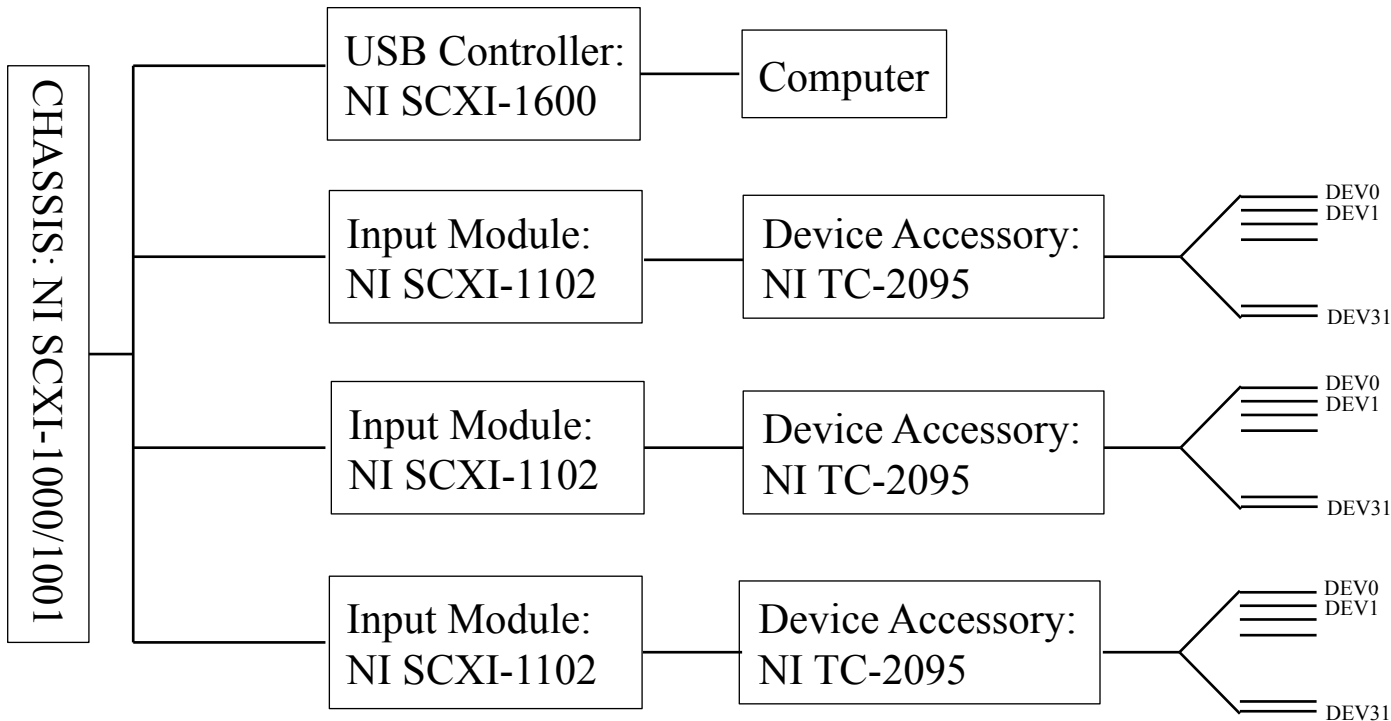 CHASSIS: NI SCXI-1000/1001
USB Controller:
NI SCXI-1600
Computer
Input Module:
NI SCXI-1102
Device Accessory:
NI TC-2095
DEV0
DEV1
DEV31
Input Module:
NI SCXI-1102
Device Accessory:
NI TC-2095
DEV0
DEV1
DEV31
Input Module:
NI SCXI-1102
Device Accessory:
NI TC-2095
DEV0
DEV1
DEV31